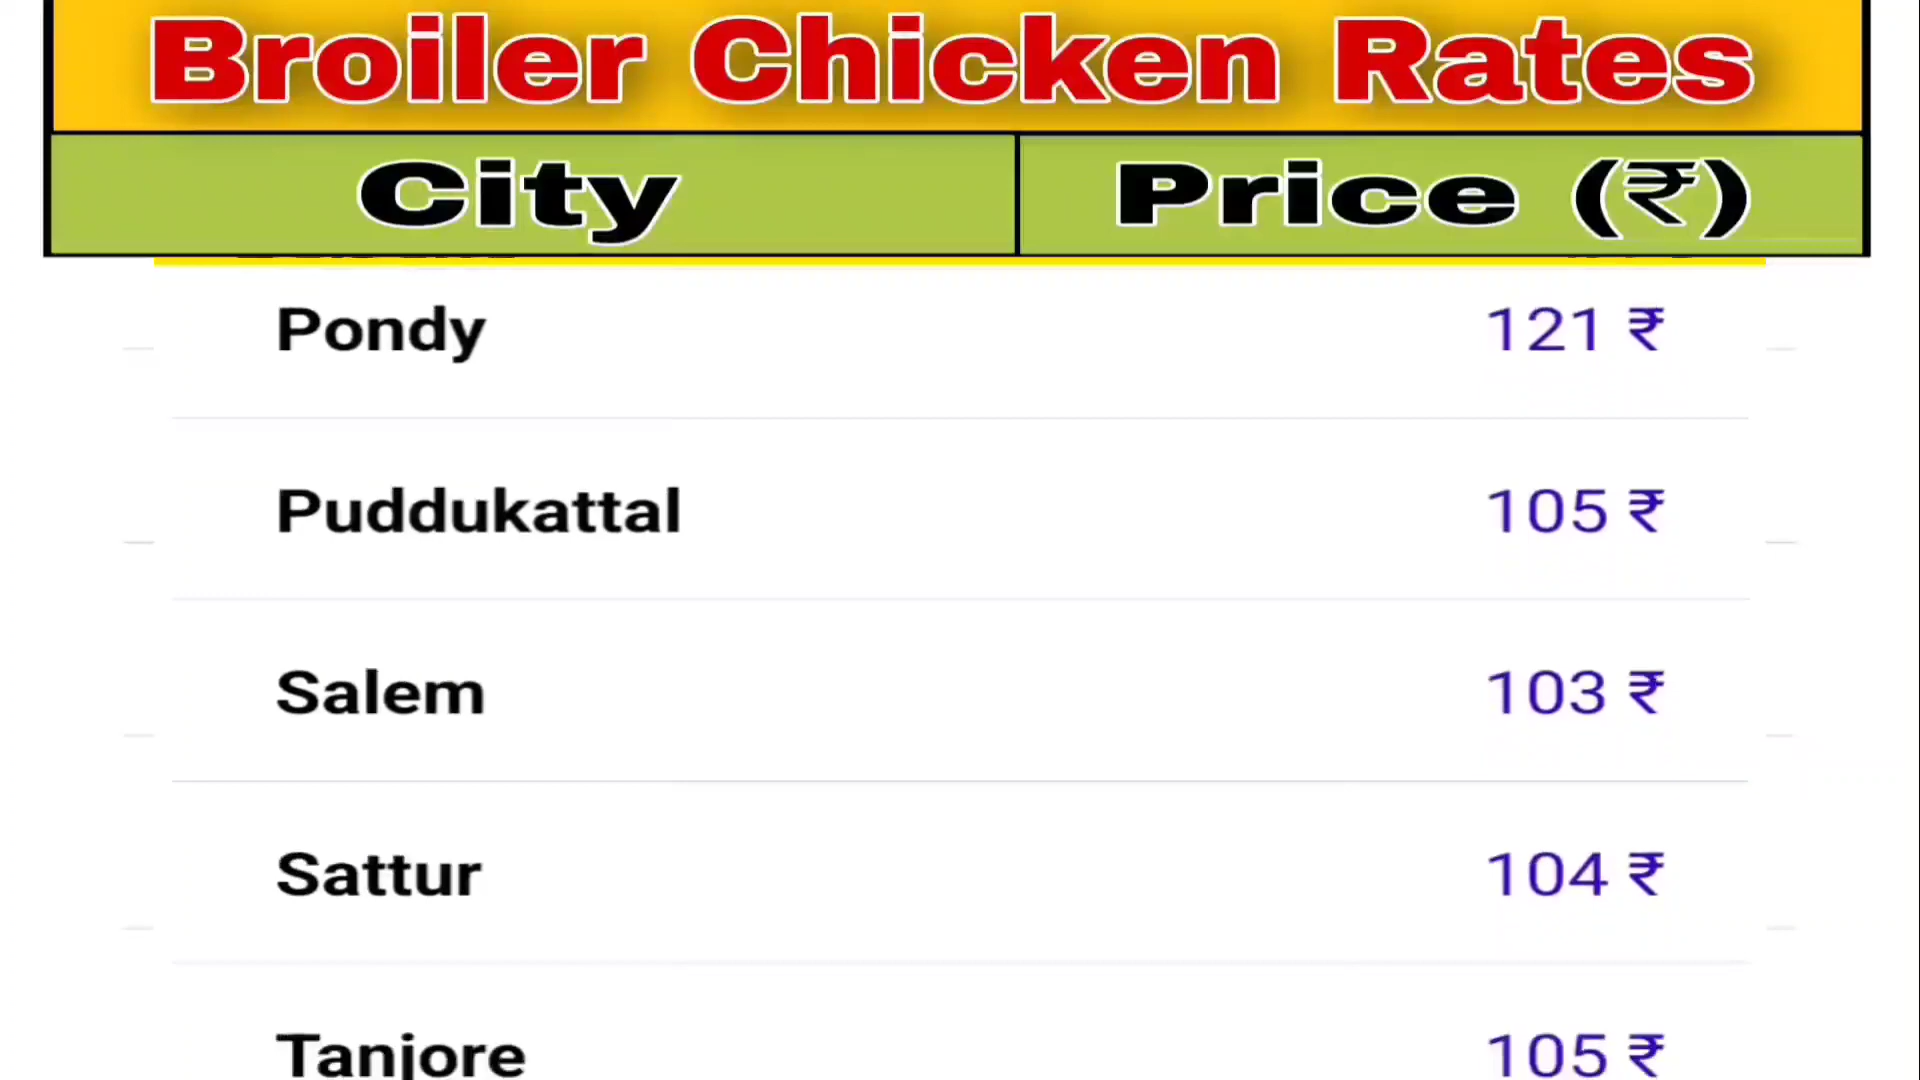 Broiler Chicken Rates
City Price (₹)
Pondy 121 ₹
Puddukattal 105 ₹
Salem 103 ₹
Sattur 104 ₹
Tanjore 105 ₹